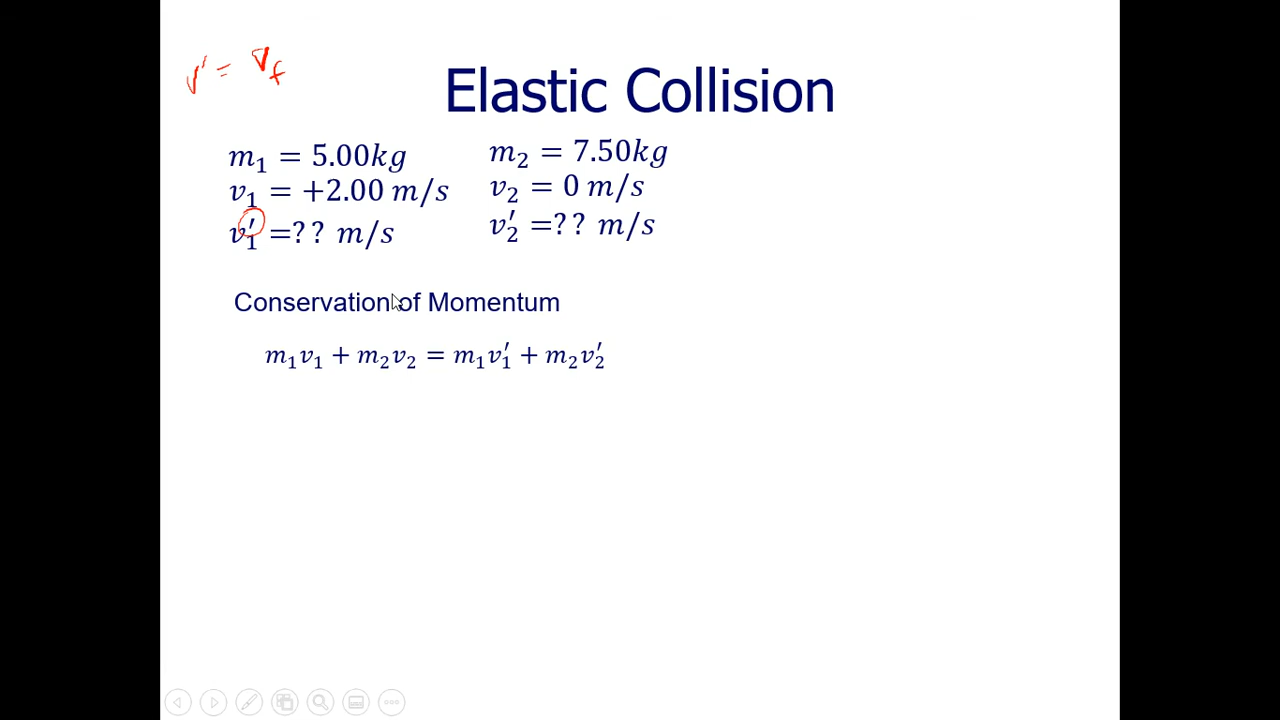 v' = v_f
Elastic Collision
m₁ = 5.00kg
v₁ = +2.00 m/s
v₁′ =?? m/s
m₂ = 7.50kg
v₂ = 0 m/s
v₂′ =?? m/s
Conservation of Momentum
m₁v₁ + m₂v₂ = m₁v₁′ + m₂v₂′